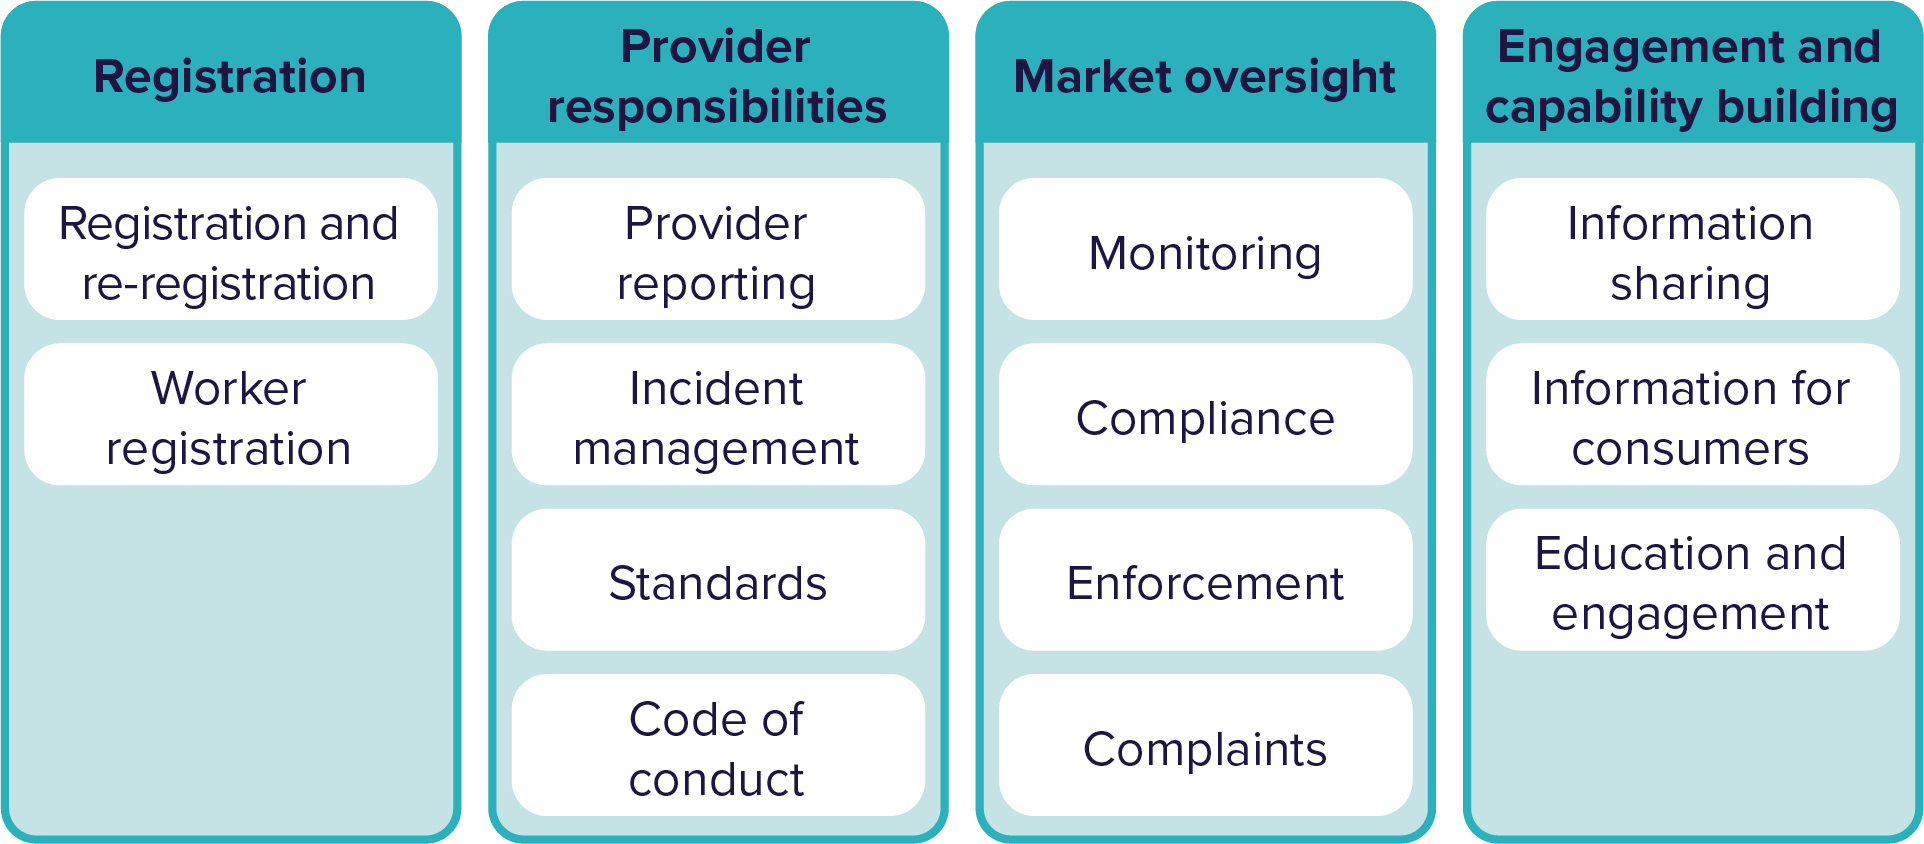 Registration
Registration and
re-registration
Worker
registration
Provider
responsibilities
Provider
reporting
Incident
management
Standards
Code of
conduct
Market oversight
Monitoring
Compliance
Enforcement
Complaints
Engagement and
capability building
Information
sharing
Information for
consumers
Education and
engagement